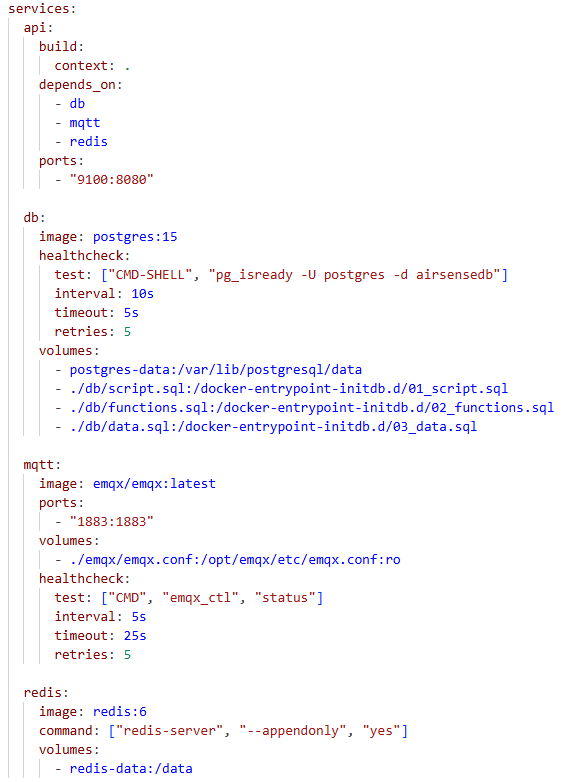 services:
  api:
    build:
      context: .
    depends_on:
      - db
      - mqtt
      - redis
    ports:
      - "9100:8080"

  db:
    image: postgres:15
    healthcheck:
      test: ["CMD-SHELL", "pg_isready -U postgres -d airsensedb"]
      interval: 10s
      timeout: 5s
      retries: 5
    volumes:
      - postgres-data:/var/lib/postgresql/data
      - ./db/script.sql:/docker-entrypoint-initdb.d/01_script.sql
      - ./db/functions.sql:/docker-entrypoint-initdb.d/02_functions.sql
      - ./db/data.sql:/docker-entrypoint-initdb.d/03_data.sql

  mqtt:
    image: emqx/emqx:latest
    ports:
      - "1883:1883"
    volumes:
      - ./emqx/emqx.conf:/opt/emqx/etc/emqx.conf:ro
    healthcheck:
      test: ["CMD", "emqx_ctl", "status"]
      interval: 5s
      timeout: 25s
      retries: 5

  redis:
    image: redis:6
    command: ["redis-server", "--appendonly", "yes"]
    volumes:
      - redis-data:/data